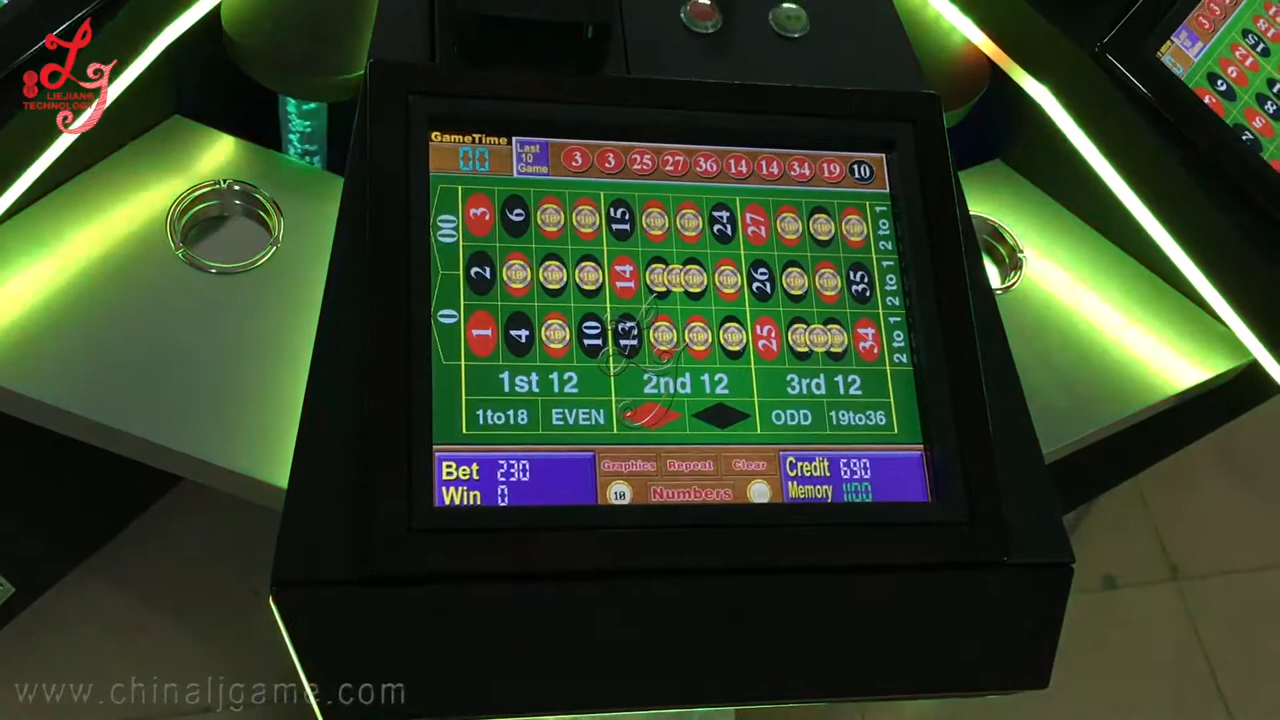 LJ
LIEJIANG
TECHNOLOGY
GameTime
00
Last
10
Game
3 3 25 27 36 14 14 34 19 10
00 3 6 15 24 27 2 to 1
2 14 26 35 2 to 1
0 1 4 10 13 25 34 2 to 1
1st 12 2nd 12 3rd 12
1to18 EVEN ODD 19to36
Bet 230 Graphics Repeat Clear Credit 690
Win 0 10 Numbers Memory 1100
www.chinaljgame.com